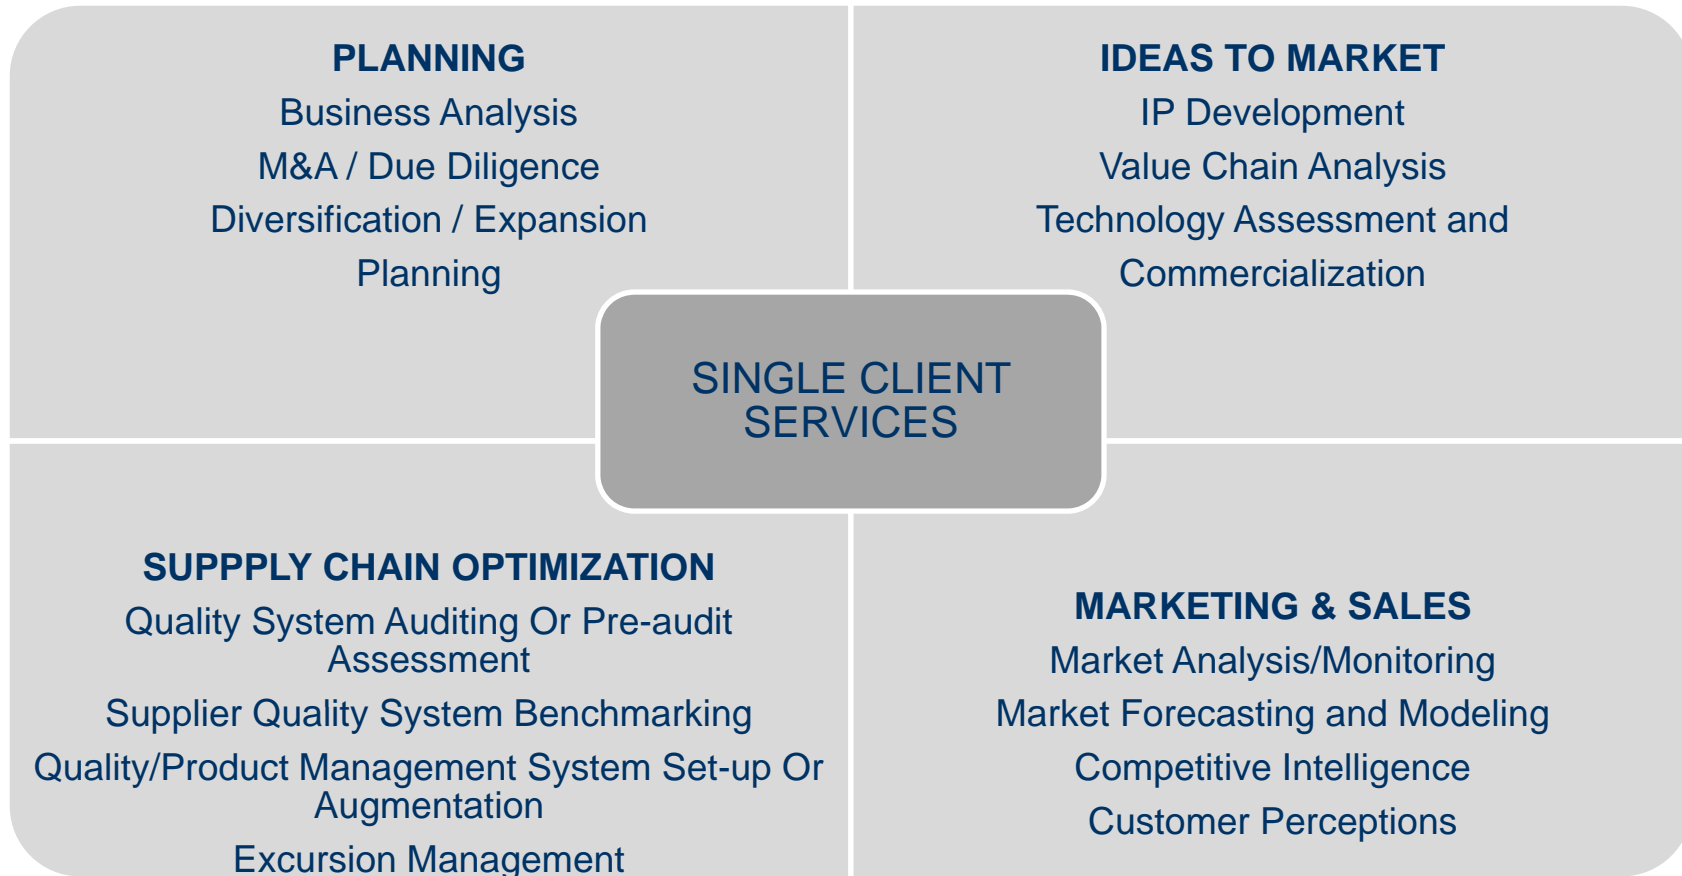 PLANNING
Business Analysis
M&A / Due Diligence
Diversification / Expansion
Planning
IDEAS TO MARKET
IP Development
Value Chain Analysis
Technology Assessment and
Commercialization
SINGLE CLIENT
SERVICES
SUPPPLY CHAIN OPTIMIZATION
Quality System Auditing Or Pre-audit
Assessment
Supplier Quality System Benchmarking
Quality/Product Management System Set-up Or
Augmentation
Excursion Management
MARKETING & SALES
Market Analysis/Monitoring
Market Forecasting and Modeling
Competitive Intelligence
Customer Perceptions